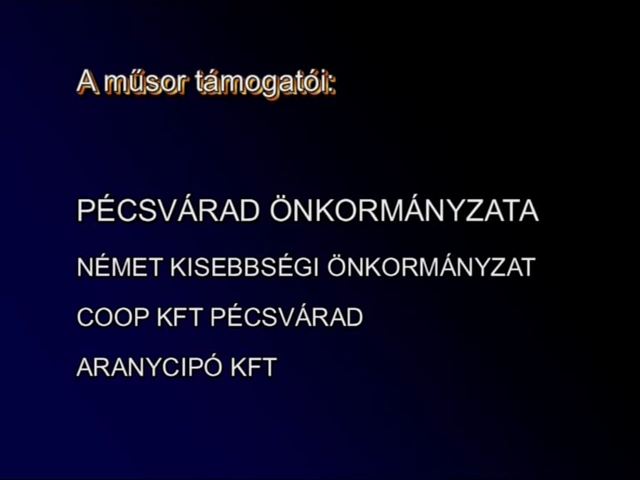 A műsor támogatói:
PÉCSVÁRAD ÖNKORMÁNYZATA
NÉMET KISEBBSÉGI ÖNKORMÁNYZAT
COOP KFT PÉCSVÁRAD
ARANYCIPÓ KFT